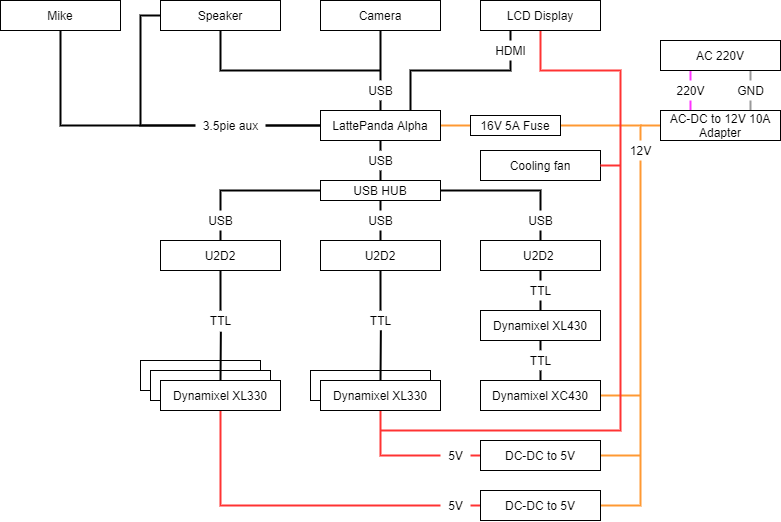 Mike
Speaker
Camera
LCD Display
HDMI
AC 220V
USB
220V
GND
3.5pie aux
LattePanda Alpha
16V 5A Fuse
AC-DC to 12V 10A
Adapter
12V
USB
Cooling fan
USB HUB
USB
USB
USB
U2D2
U2D2
U2D2
TTL
TTL
TTL
Dynamixel XL430
TTL
Dynamixel XL330
Dynamixel XL330
Dynamixel XC430
5V
DC-DC to 5V
5V
DC-DC to 5V